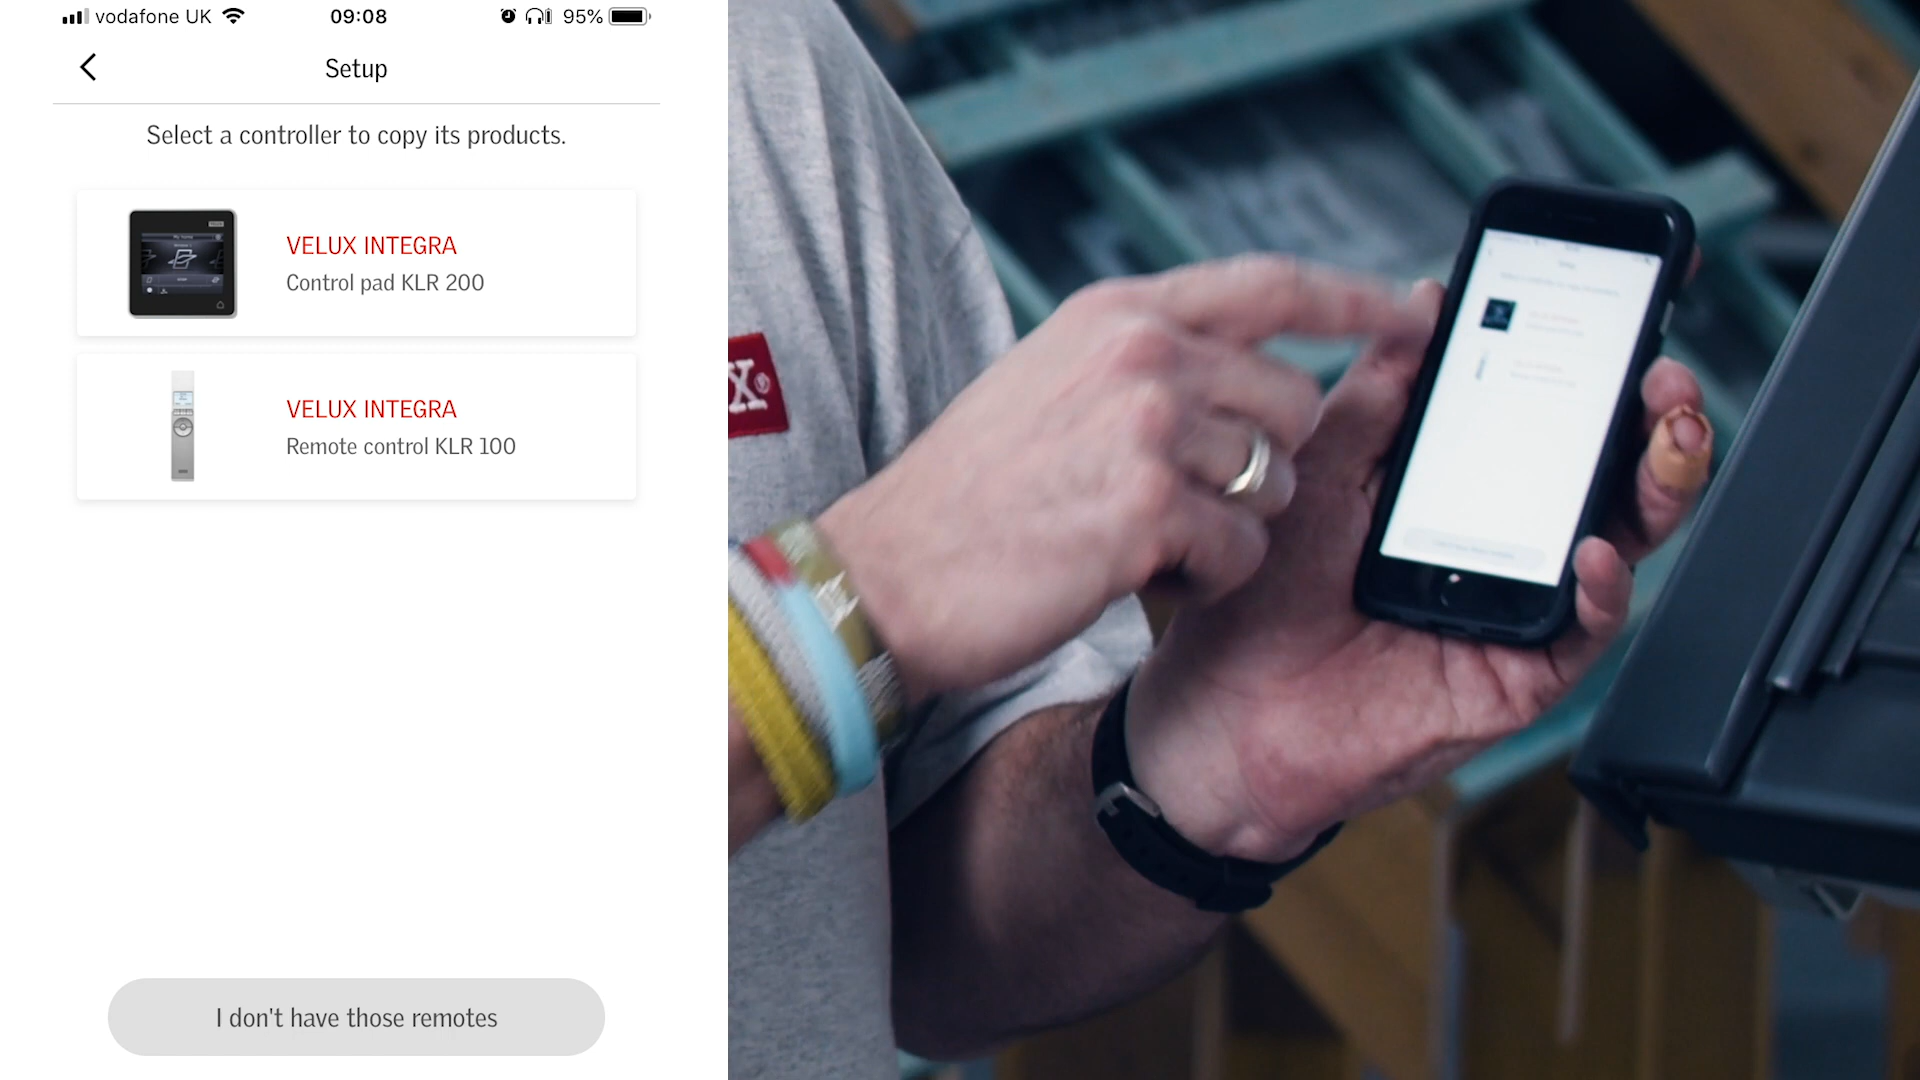 vodafone UK
09:08
95%
Setup
Select a controller to copy its products.
VELUX INTEGRA
Control pad KLR 200
VELUX INTEGRA
Remote control KLR 100
I don't have those remotes
X®